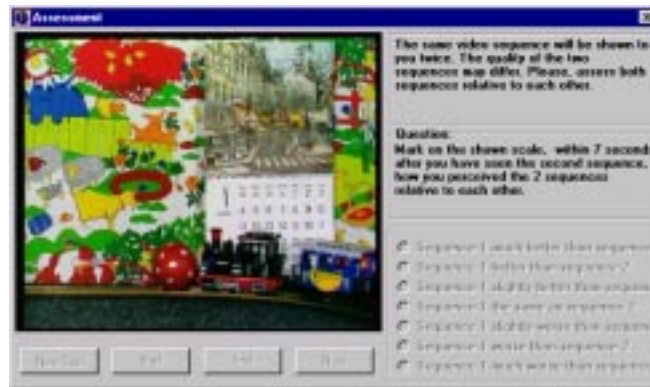 Assessment
The same video sequence will be shown to
you twice. The quality of the two
sequences may differ. Please, assess both
sequences relative to each other.
Question:
Mark on the shown scale, within 7 seconds
after you have seen the second sequence,
how you perceived the 2 sequences
relative to each other.
Sequence 1 much better than sequence
Sequence 1 better than sequence 2
Sequence 1 slightly better than sequence
Sequence 1 the same as sequence 2
Sequence 1 slightly worse than sequence
Sequence 1 worse than sequence 2
Sequence 1 much worse than sequence